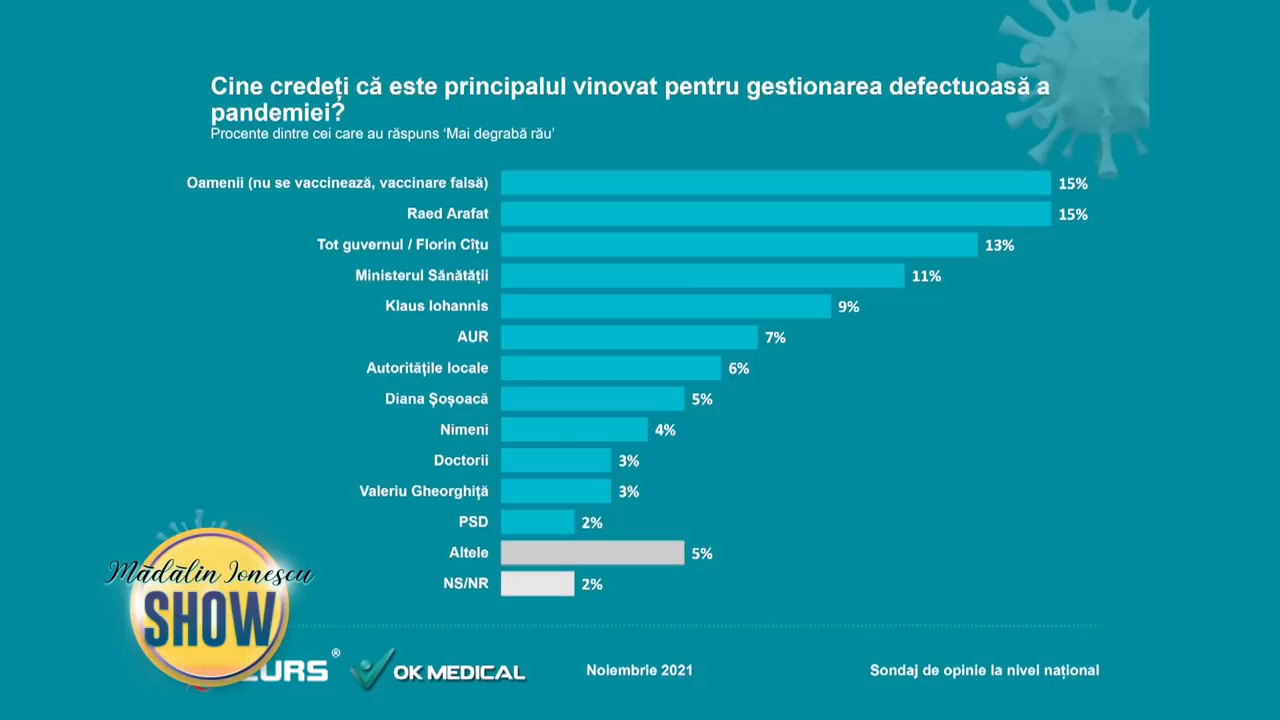 Cine credeți că este principalul vinovat pentru gestionarea defectuoasă a
pandemiei?
Procente dintre cei care au răspuns ‘Mai degrabă rău’
Oamenii (nu se vaccinează, vaccinare falsă) 15%
Raed Arafat 15%
Tot guvernul / Florin Cîțu 13%
Ministerul Sănătății 11%
Klaus Iohannis 9%
AUR 7%
Autoritățile locale 6%
Diana Șoșoacă 5%
Nimeni 4%
Doctorii 3%
Valeriu Gheorghiță 3%
PSD 2%
Altele 5%
NS/NR 2%
Mădălin Ionescu
SHOW
URS®
OK MEDICAL
Noiembrie 2021
Sondaj de opinie la nivel național